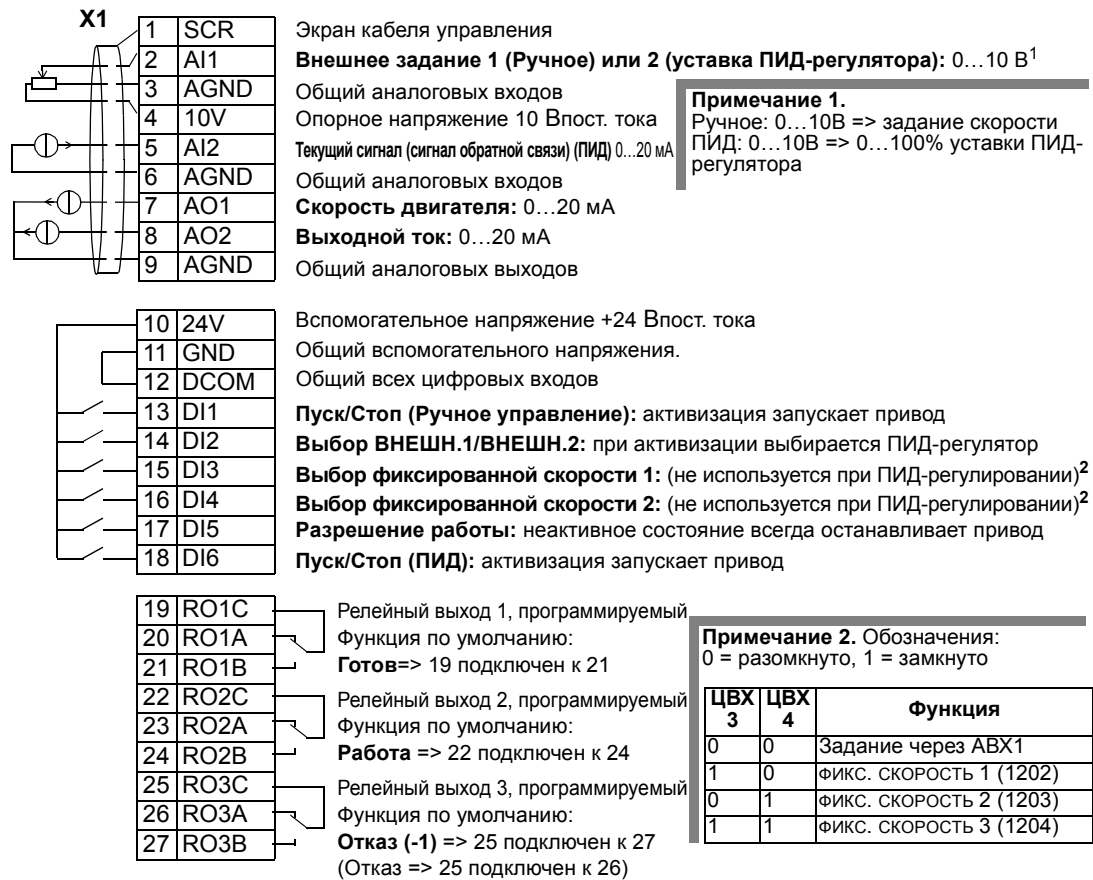 X1
1 SCR Экран кабеля управления
2 AI1 Внешнее задание 1 (Ручное) или 2 (уставка ПИД-регулятора): 0…10 В1
3 AGND Общий аналоговых входов
4 10V Опорное напряжение 10 Впост. тока
5 AI2 Текущий сигнал (сигнал обратной связи) (ПИД) 0…20 мА
6 AGND Общий аналоговых входов
7 AO1 Скорость двигателя: 0…20 мА
8 AO2 Выходной ток: 0…20 мА
9 AGND Общий аналоговых выходов
Примечание 1.
Ручное: 0…10В => задание скорости
ПИД: 0…10В => 0…100% уставки ПИД-
регулятора
10 24V Вспомогательное напряжение +24 Впост. тока
11 GND Общий вспомогательного напряжения.
12 DCOM Общий всех цифровых входов
13 DI1 Пуск/Стоп (Ручное управление): активизация запускает привод
14 DI2 Выбор ВНЕШН.1/ВНЕШН.2: при активизации выбирается ПИД-регулятор
15 DI3 Выбор фиксированной скорости 1: (не используется при ПИД-регулировании)2
16 DI4 Выбор фиксированной скорости 2: (не используется при ПИД-регулировании)2
17 DI5 Разрешение работы: неактивное состояние всегда останавливает привод
18 DI6 Пуск/Стоп (ПИД): активизация запускает привод
19 RO1C Релейный выход 1, программируемый
20 RO1A Функция по умолчанию:
21 RO1B Готов=> 19 подключен к 21
22 RO2C Релейный выход 2, программируемый
23 RO2A Функция по умолчанию:
24 RO2B Работа => 22 подключен к 24
25 RO3C Релейный выход 3, программируемый
26 RO3A Функция по умолчанию:
27 RO3B Отказ (-1) => 25 подключен к 27
(Отказ => 25 подключен к 26)
Примечание 2. Обозначения:
0 = разомкнуто, 1 = замкнуто
ЦВХ 3 ЦВХ 4 Функция
0 0 Задание через АВХ1
1 0 ФИКС. СКОРОСТЬ 1 (1202)
0 1 ФИКС. СКОРОСТЬ 2 (1203)
1 1 ФИКС. СКОРОСТЬ 3 (1204)